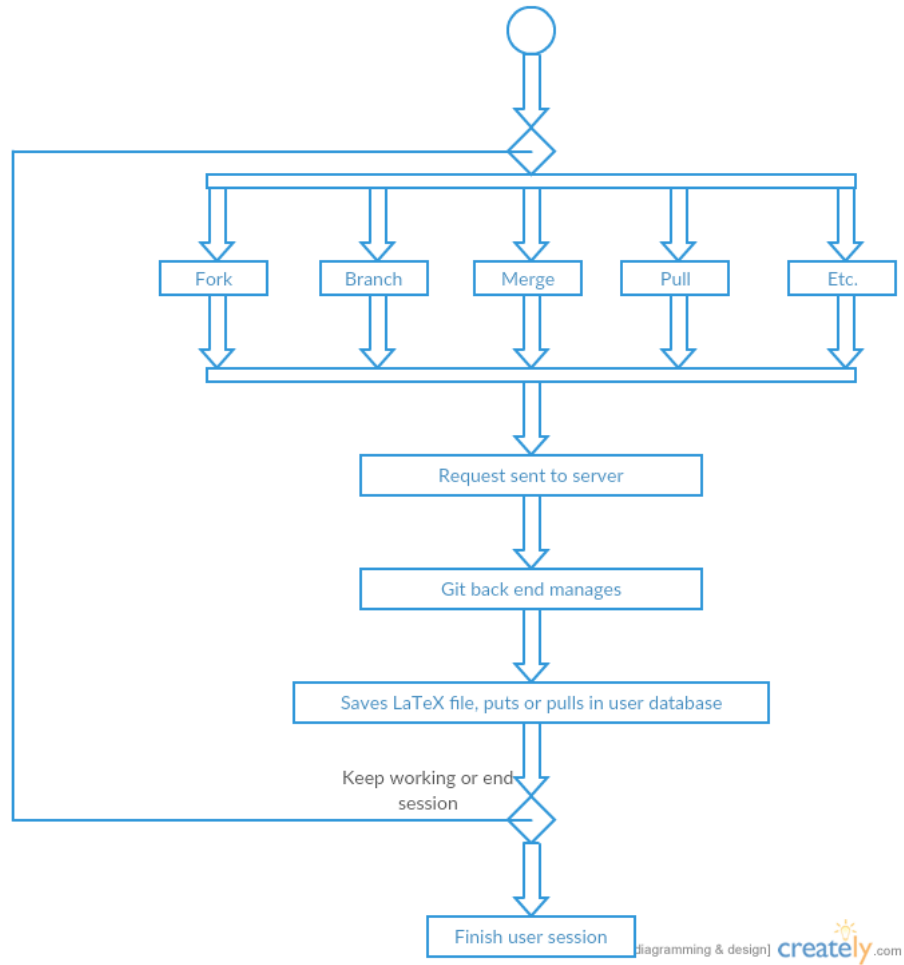 Fork
Branch
Merge
Pull
Etc.
Request sent to server
Git back end manages
Saves LaTeX file, puts or pulls in user database
Keep working or end
session
Finish user session
diagramming & design]
creately.com